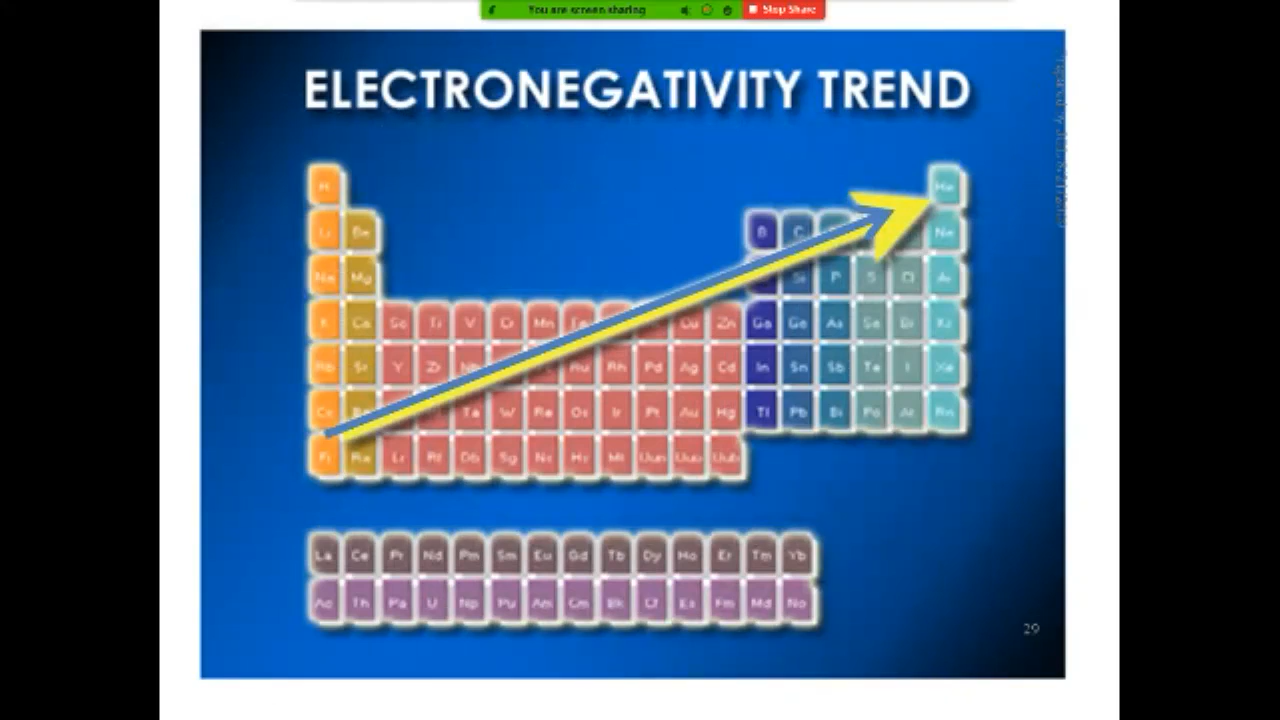 You are screen sharing Stop Share
ELECTRONEGATIVITY TREND
H He
Li Be B C Ne
Na Mg Si P S Cl Ar
K Ca Sc Ti V Cr Mn Fe Cu Zn Ga Ge As Se Br Kr
Rb Sr Y Zr Nb Ru Rh Pd Ag Cd In Sn Sb Te I Xe
Cs Ba Ta W Re Os Ir Pt Au Hg Tl Pb Bi Po At Rn
Fr Ra Lr Rf Db Sg Ns Hs Mt Uun Uuu Uub
La Ce Pr Nd Pm Sm Eu Gd Tb Dy Ho Er Tm Yb
Ac Th Pa U Np Pu Am Cm Bk Cf Es Fm Md No
29